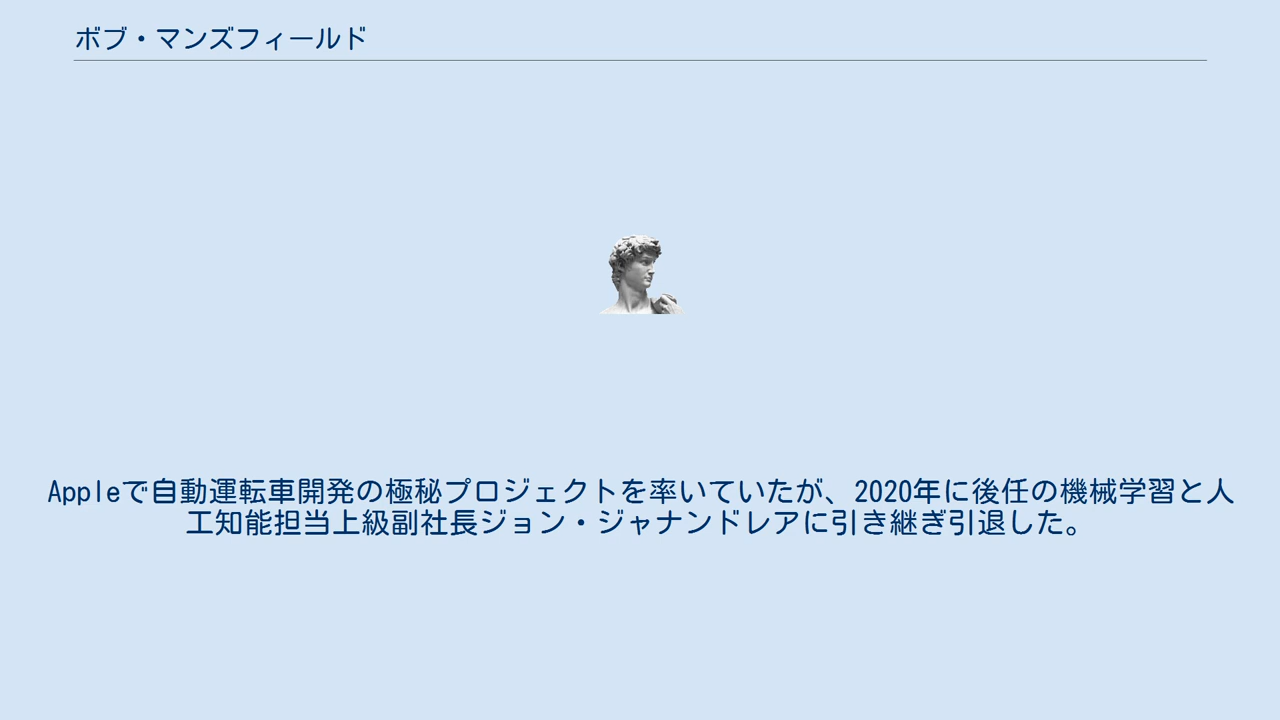 ボブ・マンズフィールド
Appleで自動運転車開発の極秘プロジェクトを率いていたが、2020年に後任の機械学習と人
工知能担当上級副社長ジョン・ジャナンドレアに引き継ぎ引退した。